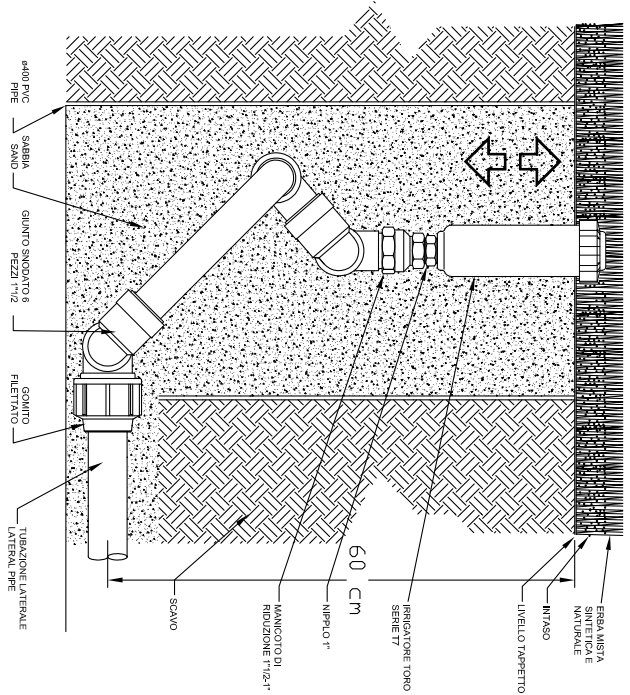 ERBA MISTA
SINTETICA E
NATURALE
INTASO
LIVELLO TAPPETTO
IRRIGATORE TORO
SERIE T7
NIPPLO 1"
MANICOTO DI
RIDUZIONE 1"1/2-1"
60 cm
SCAVO
ø400 PVC
PIPE
SABBIA
SAND
GIUNTO SNODATO 6
PEZZI 1"1/2
GOMITO
FILETTATO
TUBAZIONE LATERALE
LATERAL PIPE